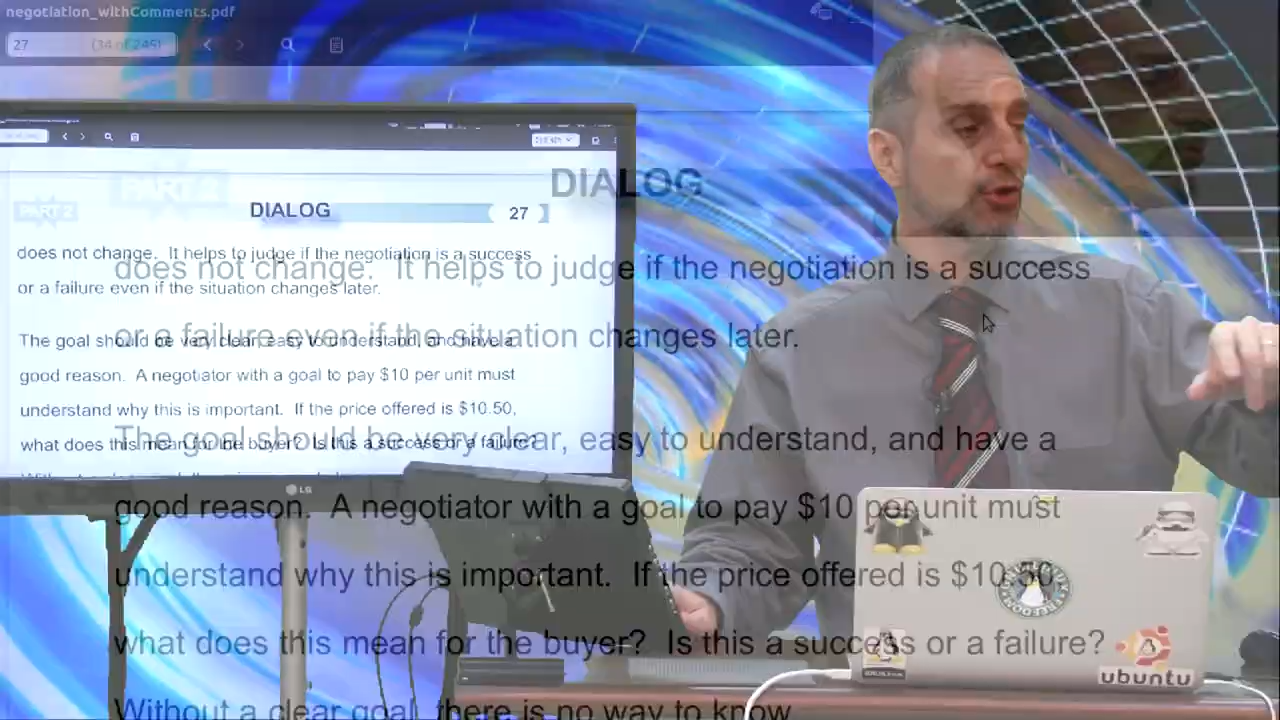 negotiation_withComments.pdf
27 (34 of 245)
PART 2
DIALOG
does not change. It helps to judge if the negotiation is a success
or a failure even if the situation changes later.
The goal should be very clear, easy to understand, and have a
good reason. A negotiator with a goal to pay $10 per unit must
understand why this is important. If the price offered is $10.50
what does this mean for the buyer? Is this a success or a failure?
Without a clear goal, there is no way to know
PART 2
DIALOG
27
does not change. It helps to judge if the negotiation is a success
or a failure even if the situation changes later.
The goal should be very clear, easy to understand, and have a
good reason. A negotiator with a goal to pay $10 per unit must
understand why this is important. If the price offered is $10.50,
what does this mean for the buyer? Is this a success or a failure?
LG
FREEDOM
ubuntu